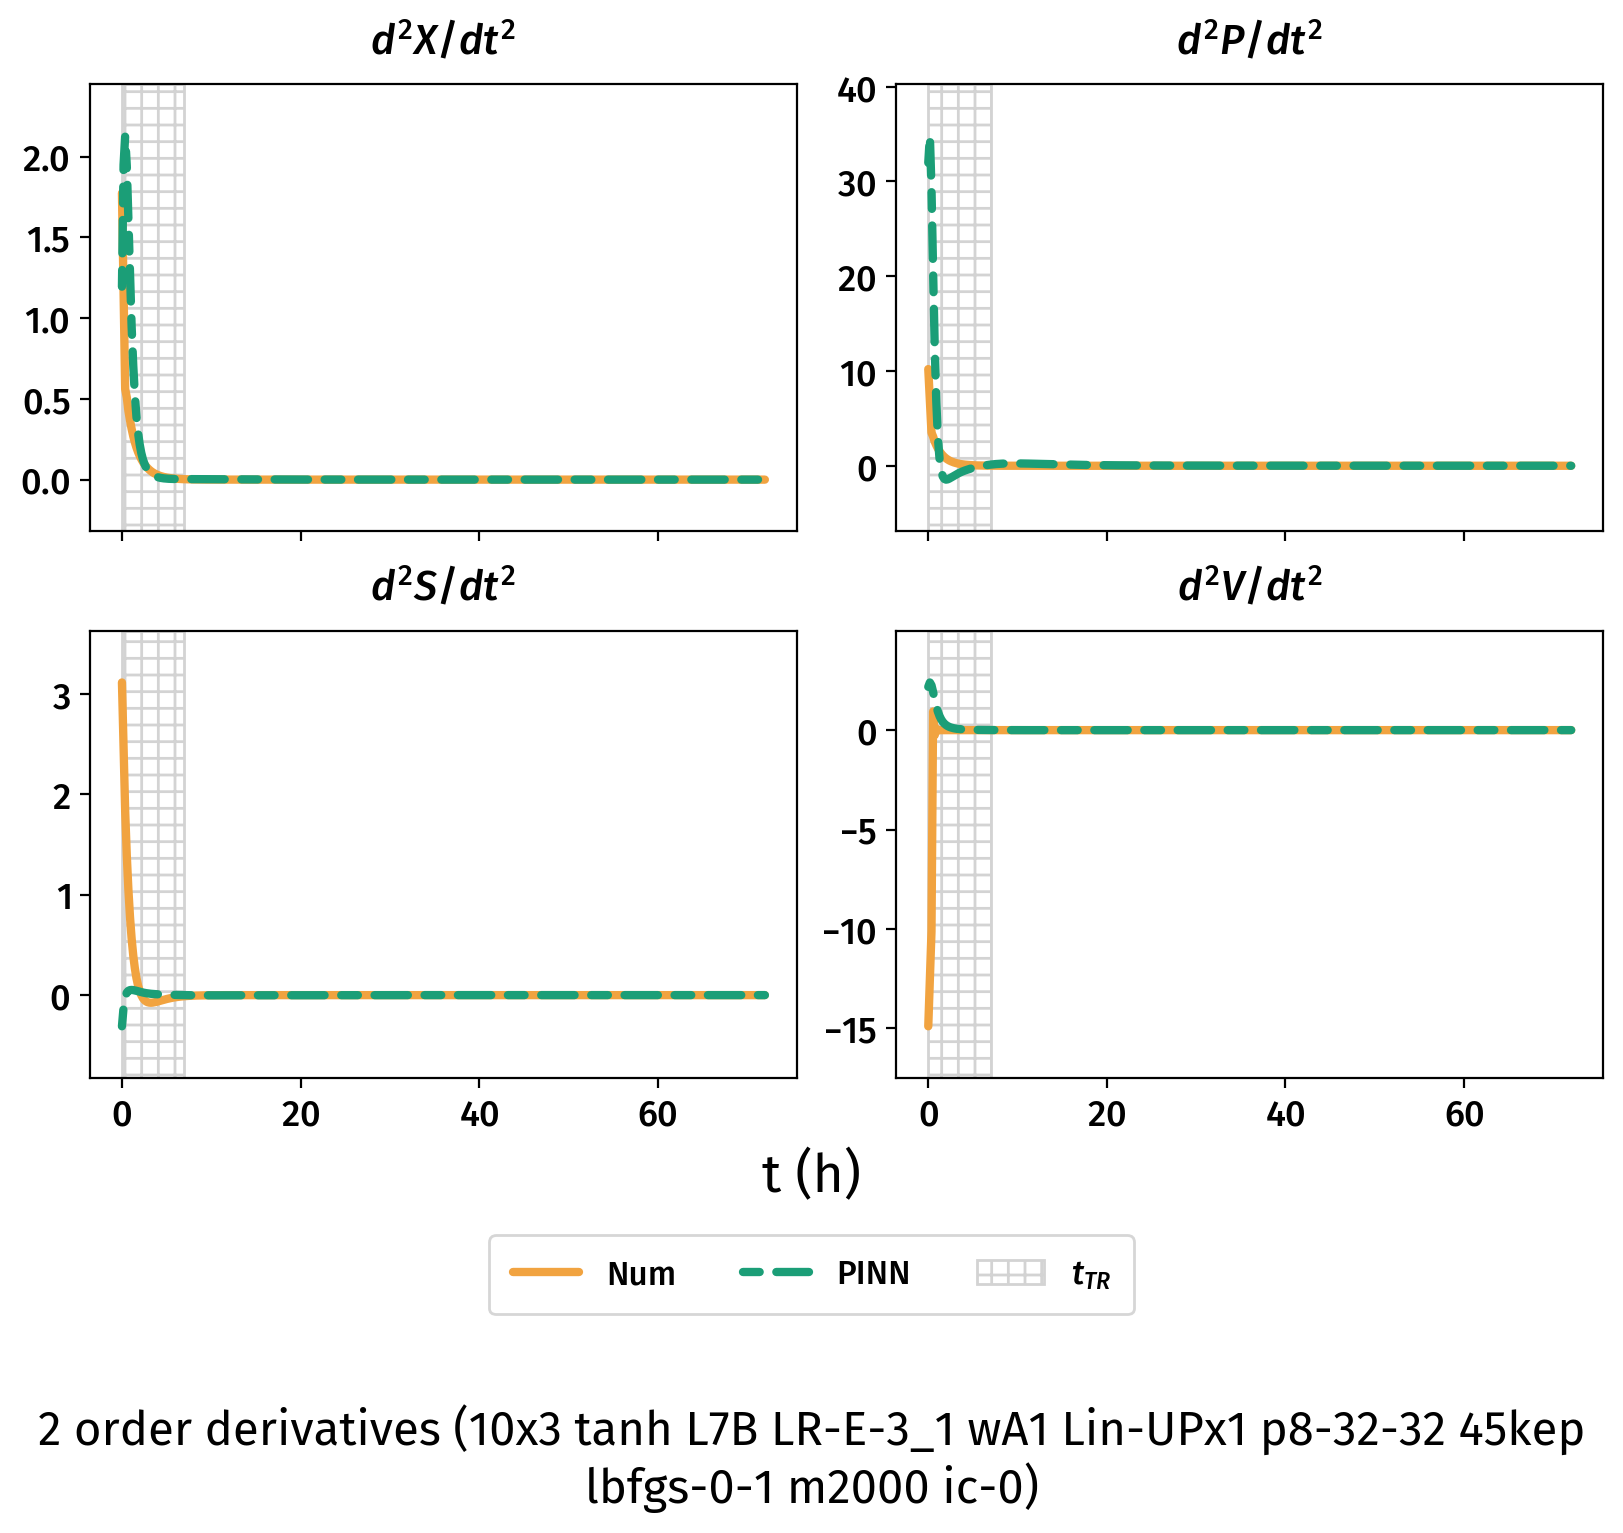 d²X/dt²
d²P/dt²
2.0
1.5
1.0
0.5
0.0
40
30
20
10
0
d²S/dt²
d²V/dt²
3
2
1
0
0
−5
−10
−15
0 20 40 60
0 20 40 60
t (h)
Num PINN t_TR
2 order derivatives (10x3 tanh L7B LR-E-3_1 wA1 Lin-UPx1 p8-32-32 45kep
lbfgs-0-1 m2000 ic-0)